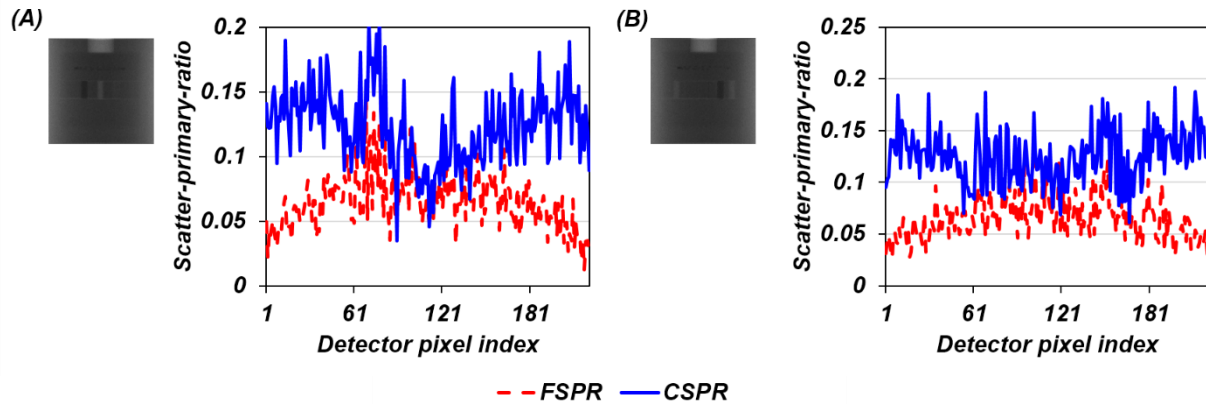 (A)
Scatter-primary-ratio
0.2
0.15
0.1
0.05
0
1 61 121 181
Detector pixel index
(B)
Scatter-primary-ratio
0.25
0.2
0.15
0.1
0.05
0
1 61 121 181
Detector pixel index
FSPR CSPR